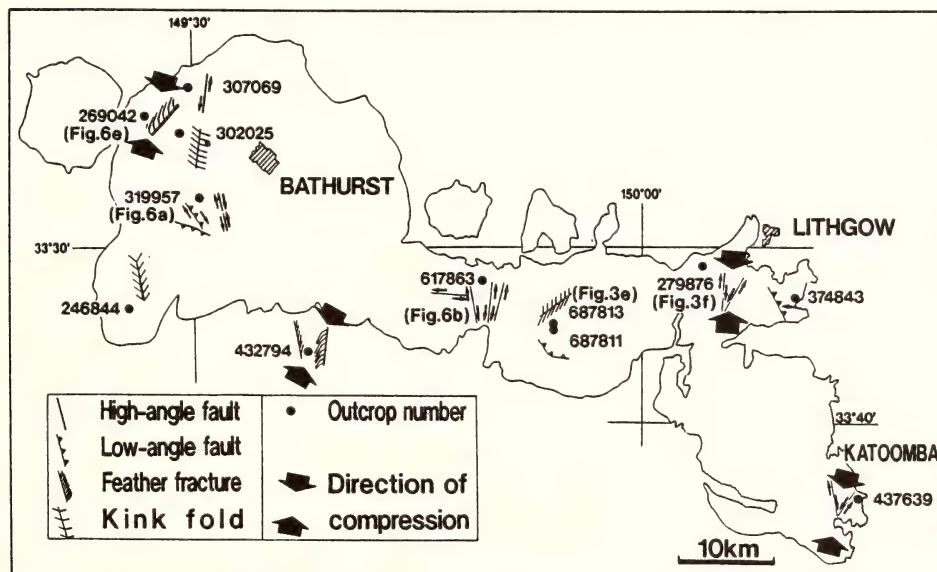 149°30'
307069
269042
(Fig.6e)
302025
BATHURST
319957
(Fig.6a)
150°00'
LITHGOW
33°30'
617863
(Fig.6b)
(Fig.3e)
687813
687811
279876
(Fig.3f)
374843
246844
432794
33°40'
KATOOMBA
437639
10km
High-angle fault
Low-angle fault
Feather fracture
Kink fold
Outcrop number
Direction of
compression